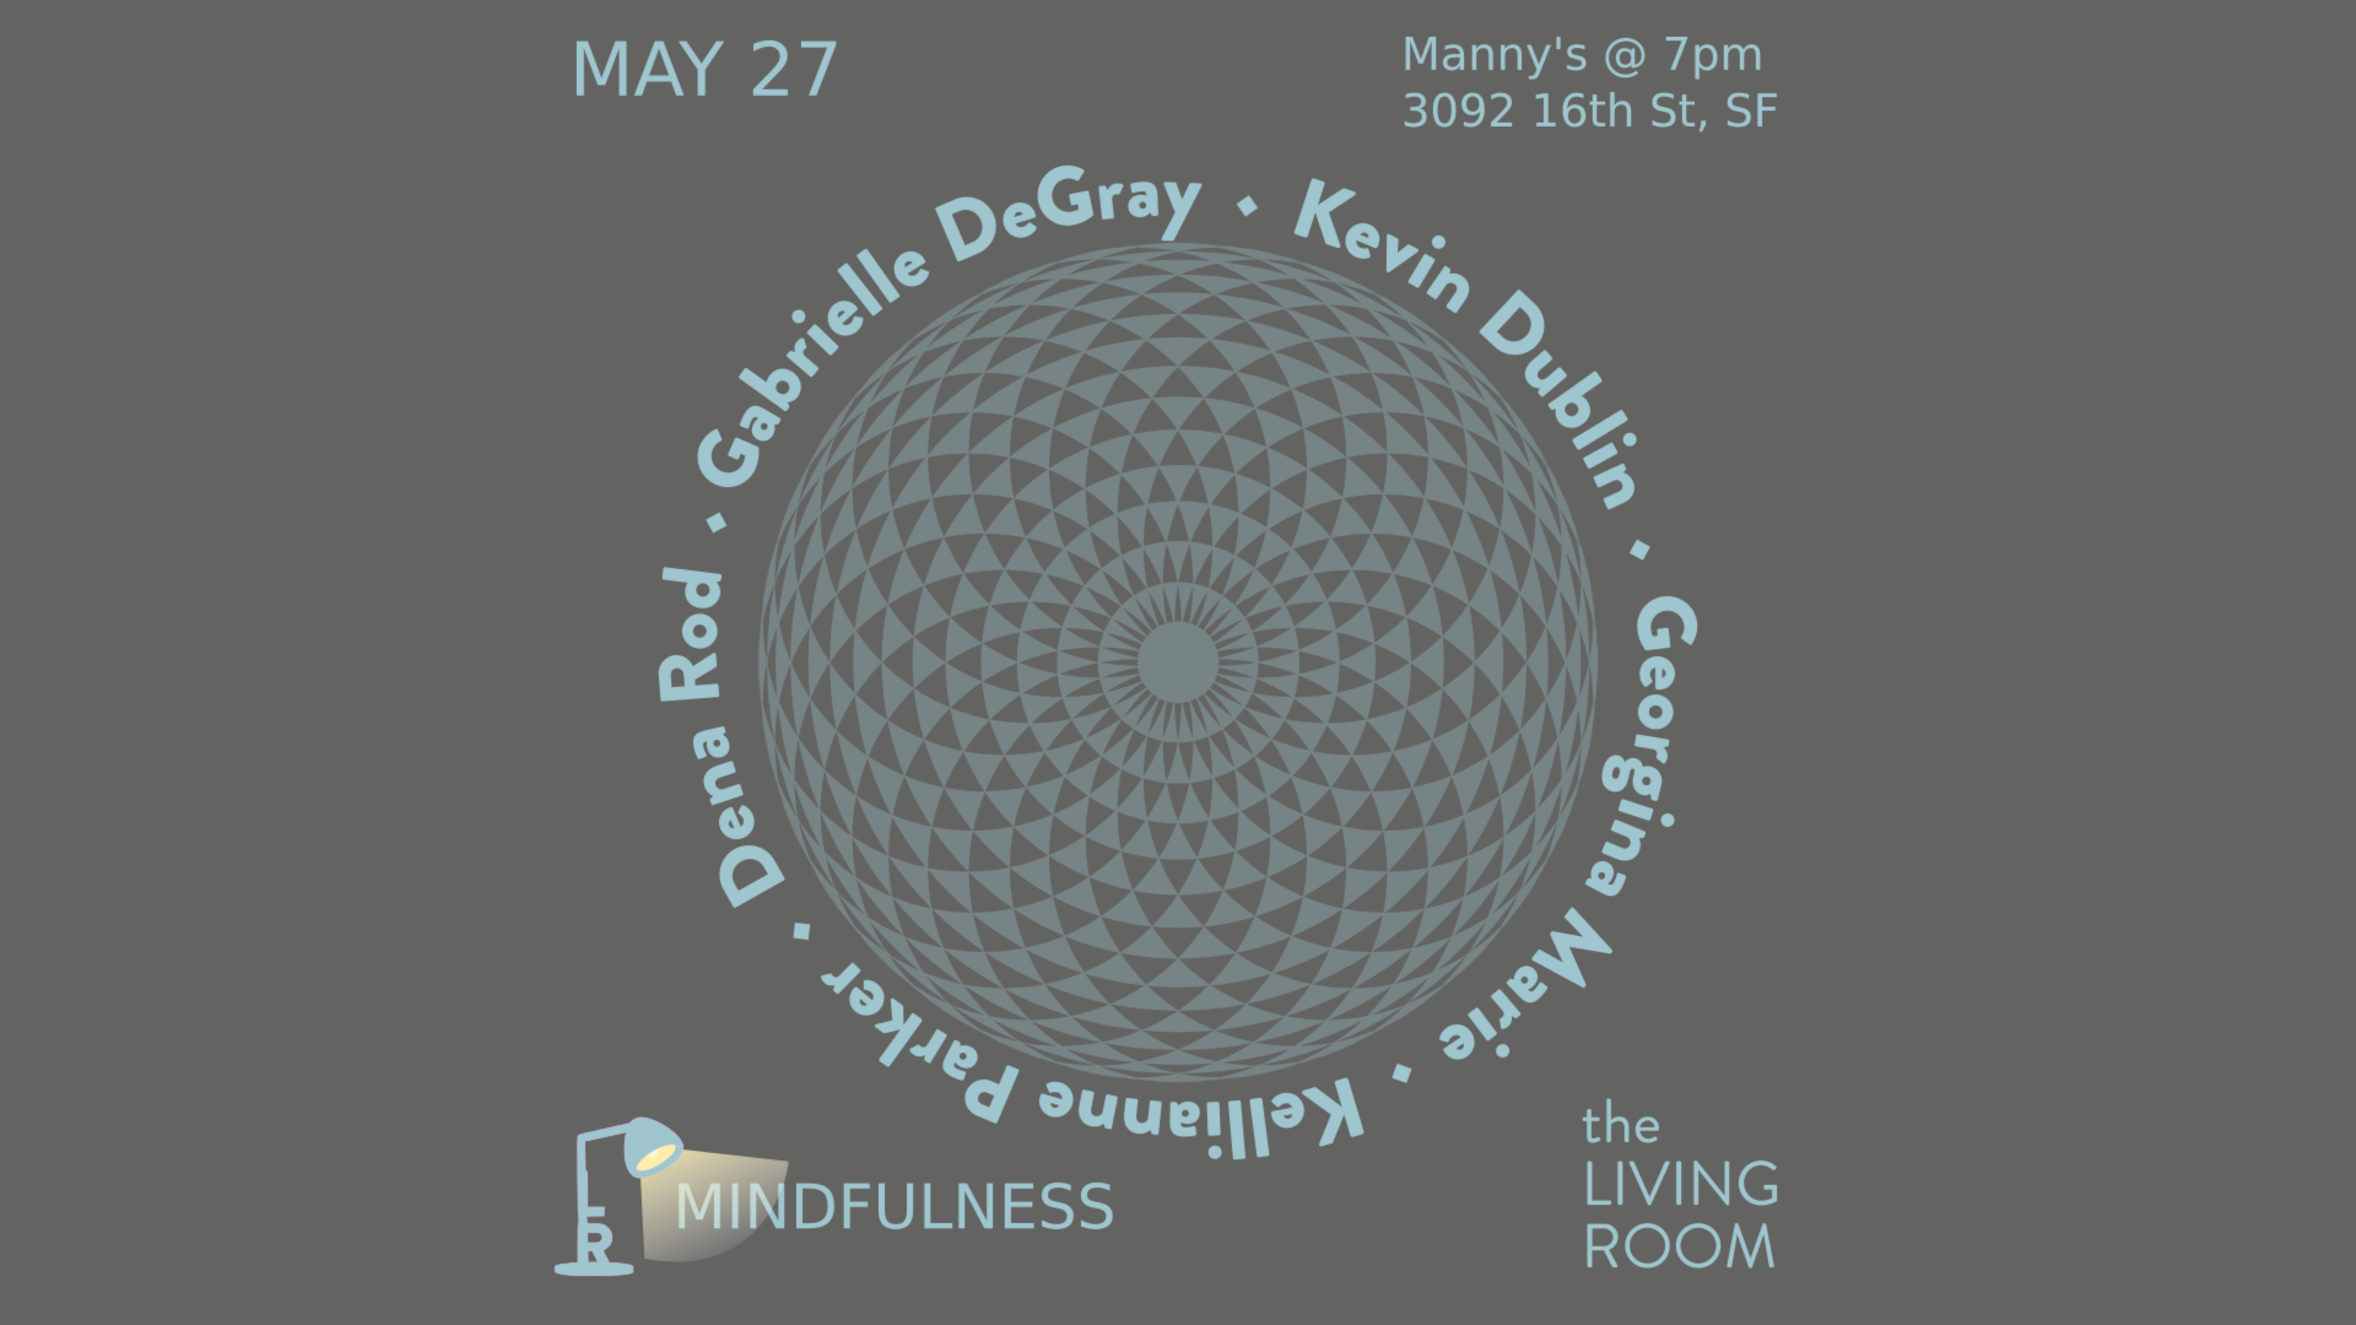 MAY 27
Manny's @ 7pm
3092 16th St, SF
Gabrielle DeGray · Kevin Dublin · Georgina Marie · Kellianne Parker · Dena Rod ·
LR
MINDFULNESS
the
LIVING
ROOM